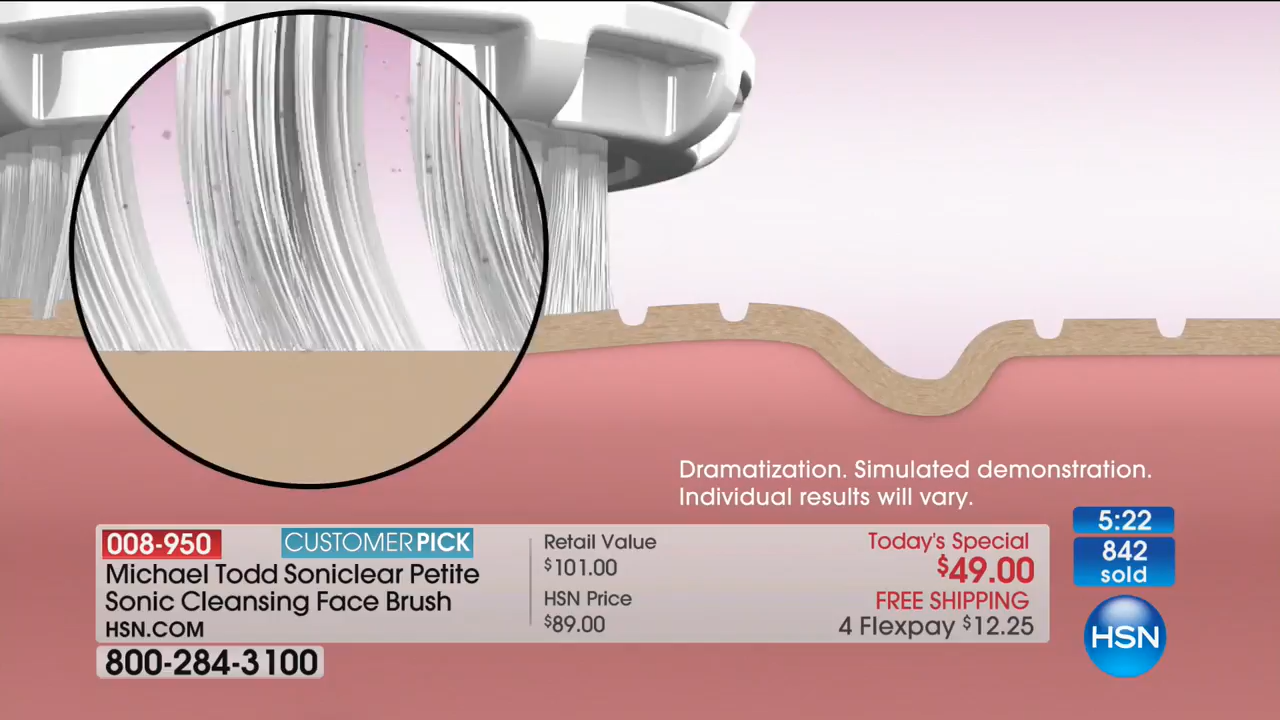 Dramatization. Simulated demonstration.
Individual results will vary.
008-950
CUSTOMERPICK
Michael Todd Soniclear Petite
Sonic Cleansing Face Brush
HSN.COM
800-284-3100
Retail Value
$101.00
HSN Price
$89.00
Today's Special
$49.00
FREE SHIPPING
4 Flexpay $12.25
5:22
842
sold
HSN